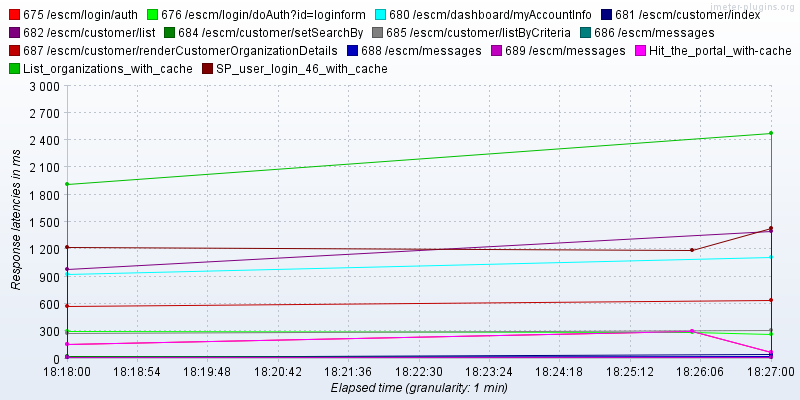 jmeter-plugins.org
675 /escm/login/auth 676 /escm/login/doAuth?id=loginform 680 /escm/dashboard/myAccountInfo 681 /escm/customer/index
682 /escm/customer/list 684 /escm/customer/setSearchBy 685 /escm/customer/listByCriteria 686 /escm/messages
687 /escm/customer/renderCustomerOrganizationDetails 688 /escm/messages 689 /escm/messages Hit_the_portal_with-cache
List_organizations_with_cache SP_user_login_46_with_cache
3 000
2 700
2 400
2 100
1 800
1 500
1 200
900
600
300
0
Response latencies in ms
18:18:00 18:18:54 18:19:48 18:20:42 18:21:36 18:22:30 18:23:24 18:24:18 18:25:12 18:26:06 18:27:00
Elapsed time (granularity: 1 min)